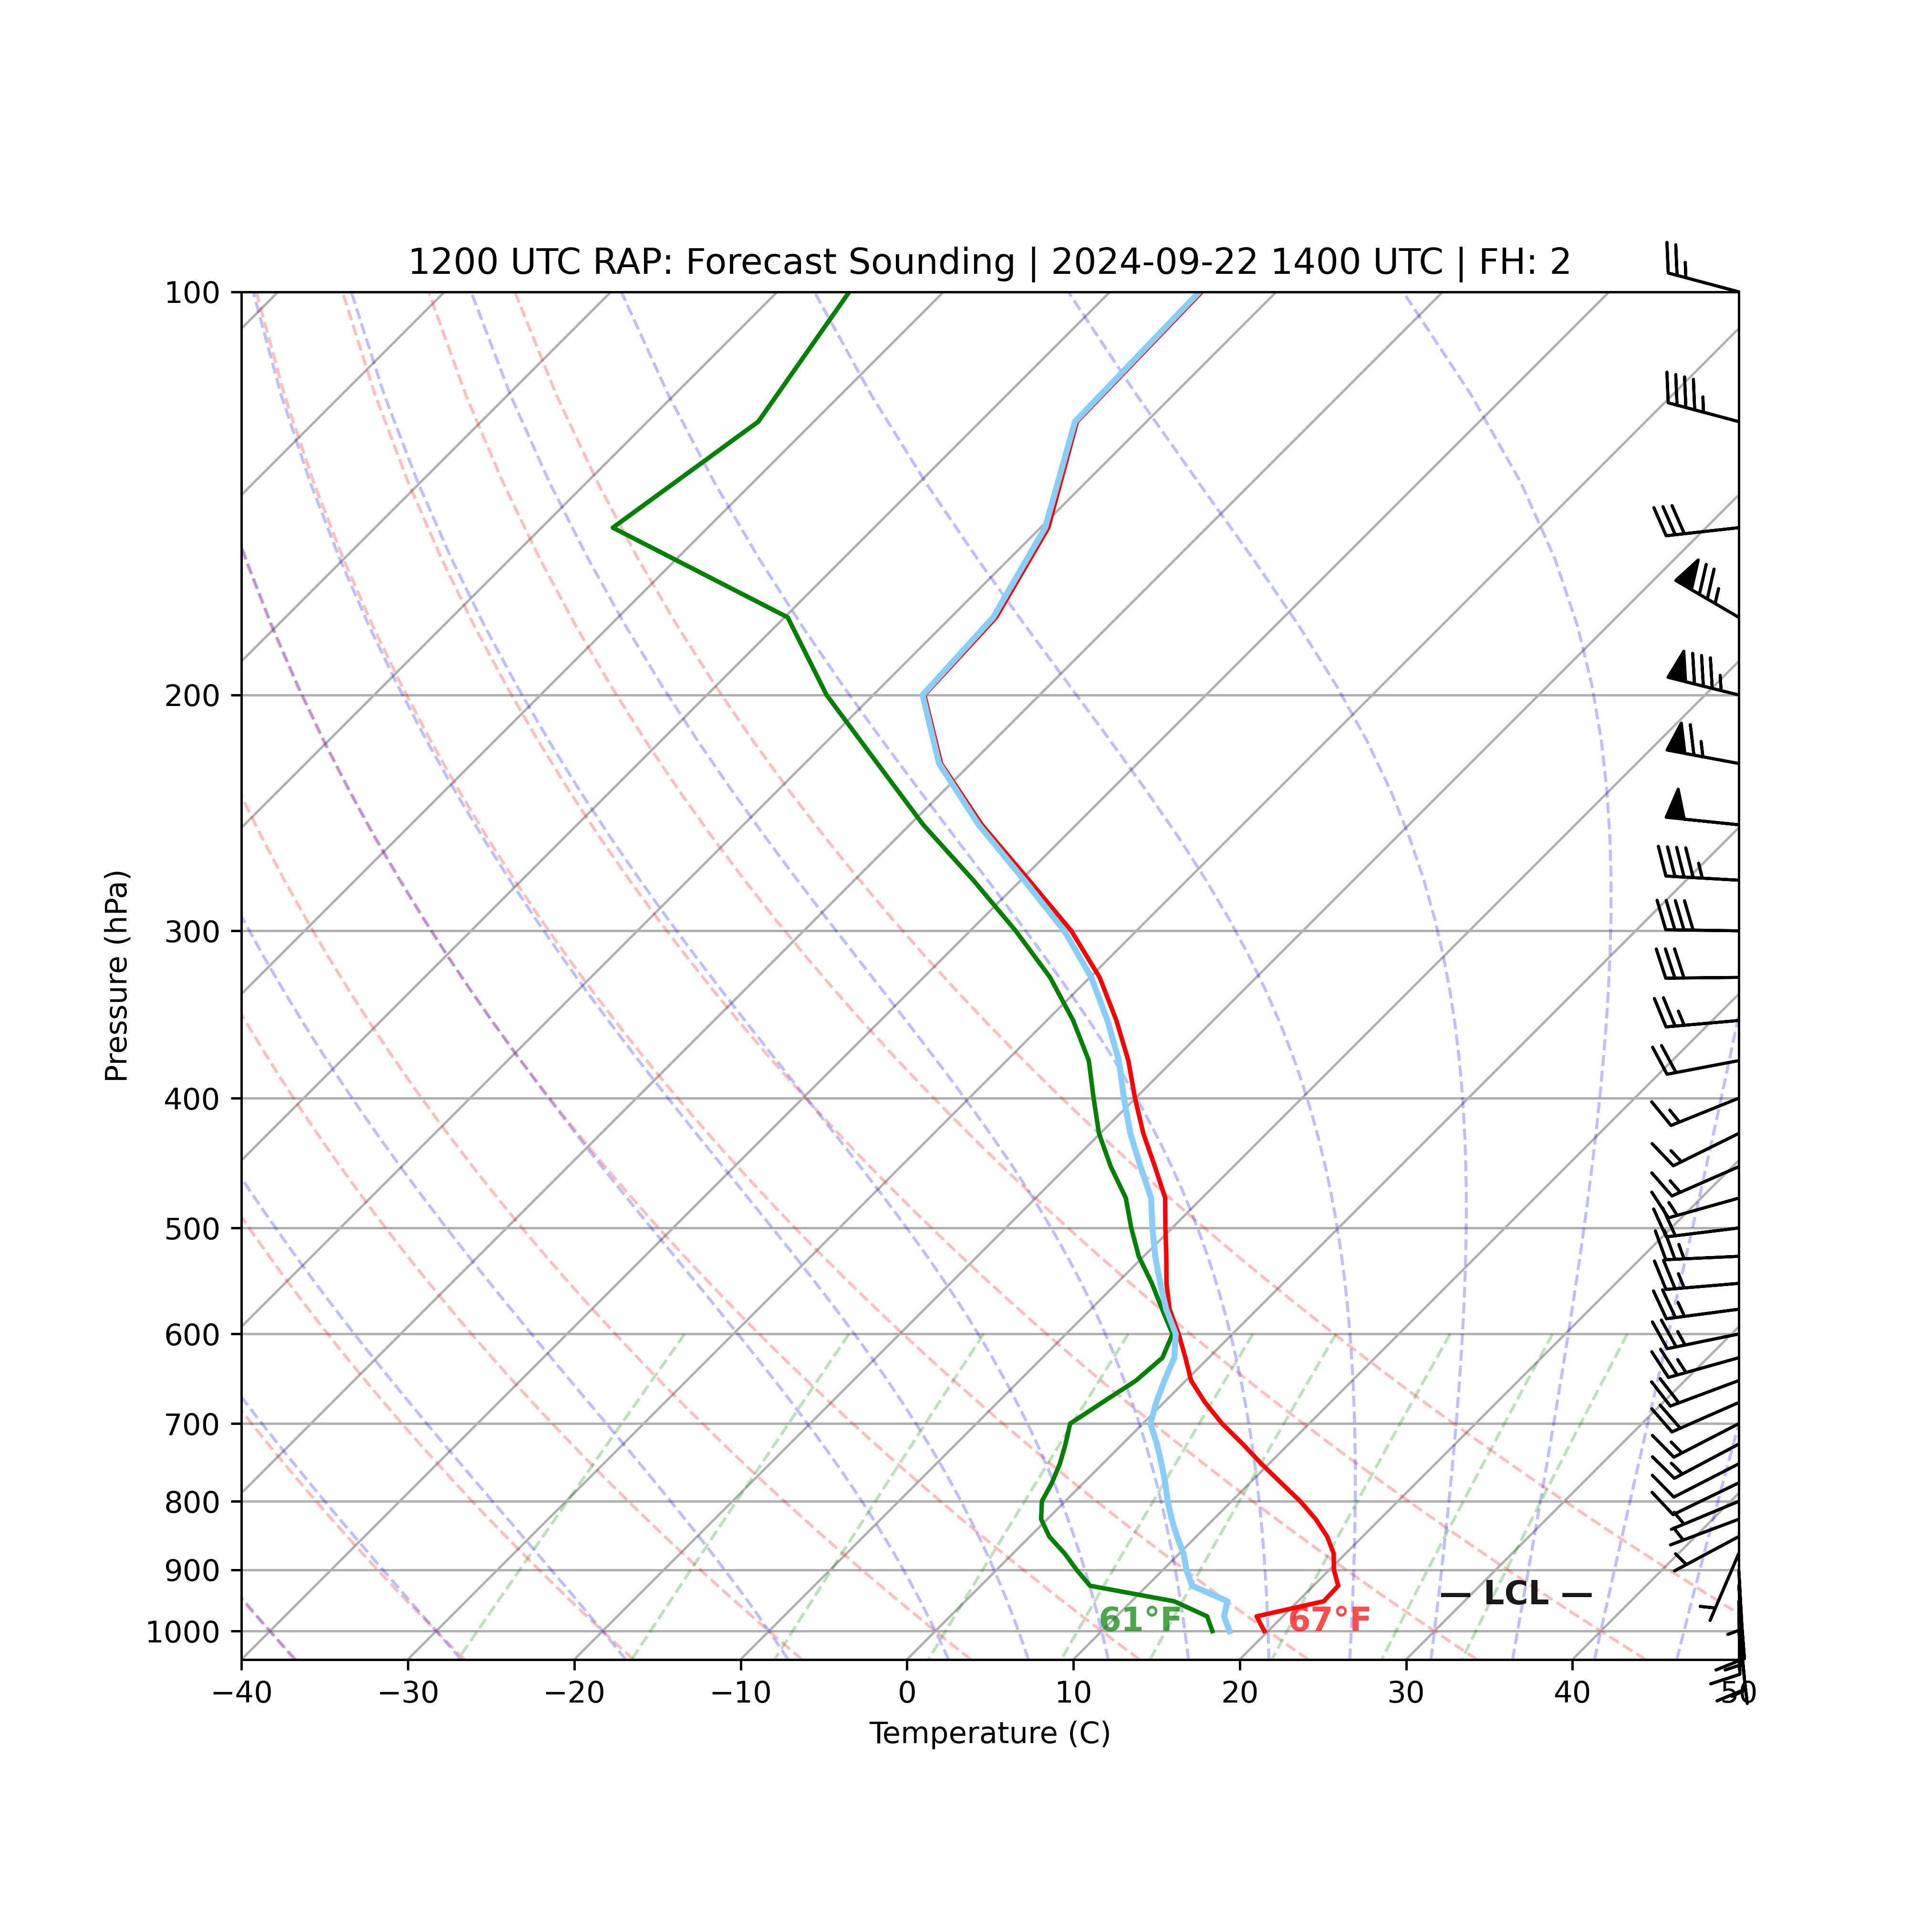 1200 UTC RAP: Forecast Sounding | 2024-09-22 1400 UTC | FH: 2
100
200
300
Pressure (hPa)
400
500
600
700
800
900
— LCL —
61°F 67°F
1000
−40 −30 −20 −10 0 10 20 30 40 50
Temperature (C)